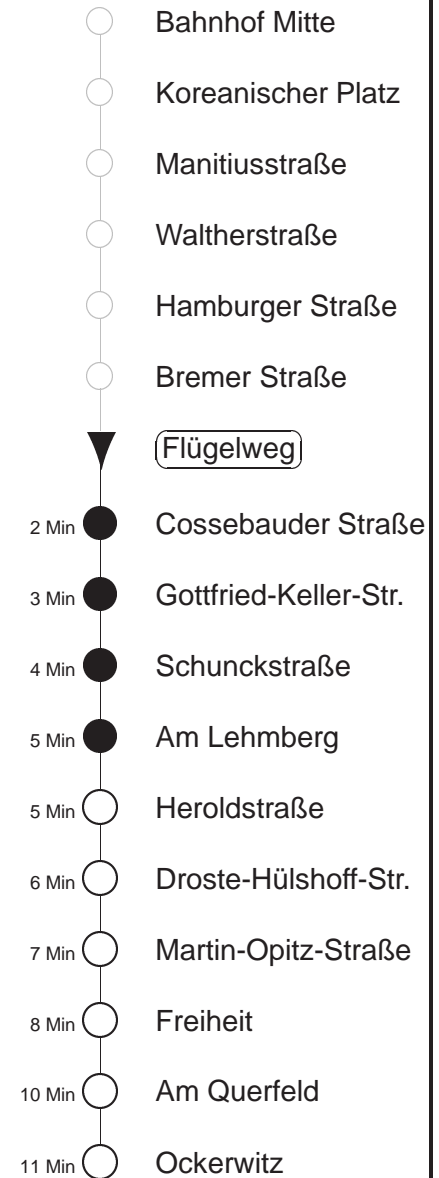 Bahnhof Mitte
Koreanischer Platz
Manitiusstraße
Waltherstraße
Hamburger Straße
Bremer Straße
Flügelweg
2 Min Cossebauder Straße
3 Min Gottfried-Keller-Str.
4 Min Schunckstraße
5 Min Am Lehmberg
5 Min Heroldstraße
6 Min Droste-Hülshoff-Str.
7 Min Martin-Opitz-Straße
8 Min Freiheit
10 Min Am Querfeld
11 Min Ockerwitz